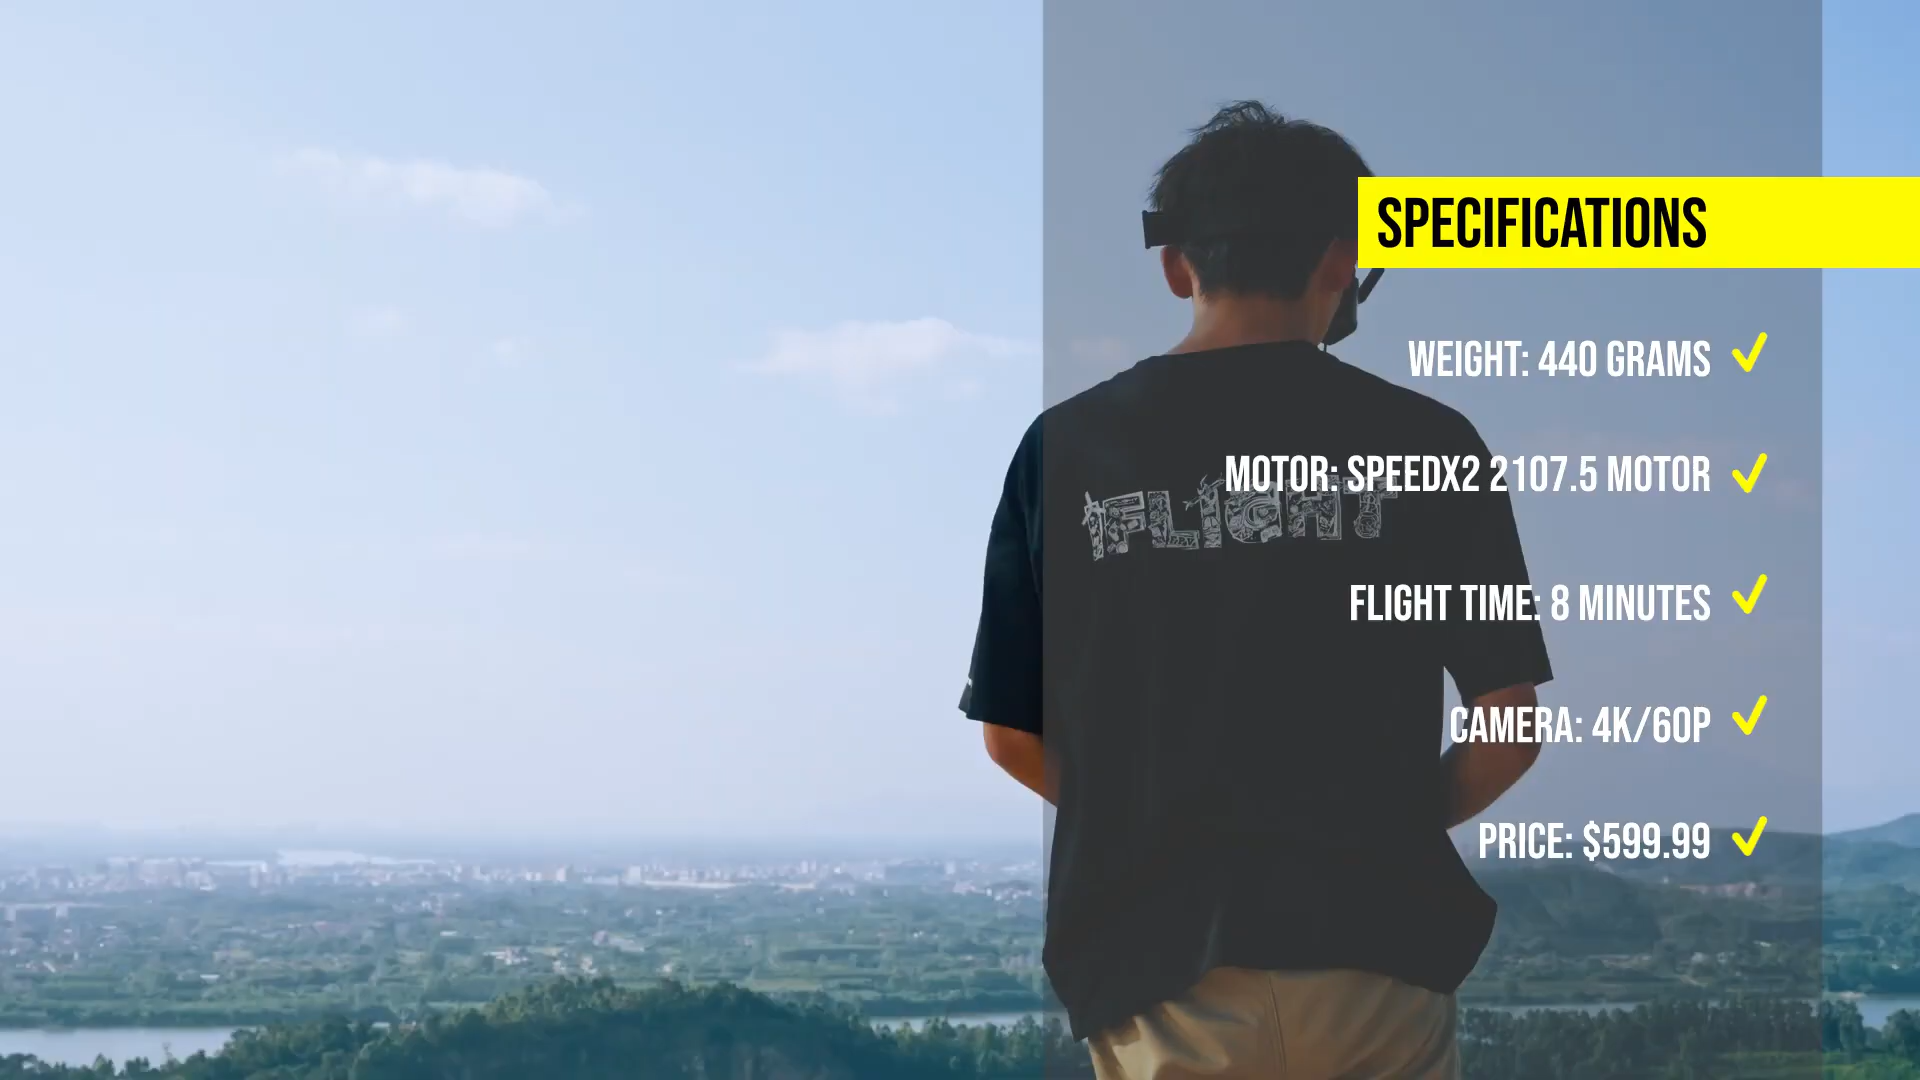 SPECIFICATIONS
WEIGHT: 440 GRAMS
MOTOR: SPEEDX2 2107.5 MOTOR
IFLIGHT
FLIGHT TIME: 8 MINUTES
CAMERA: 4K/60P
PRICE: $599.99